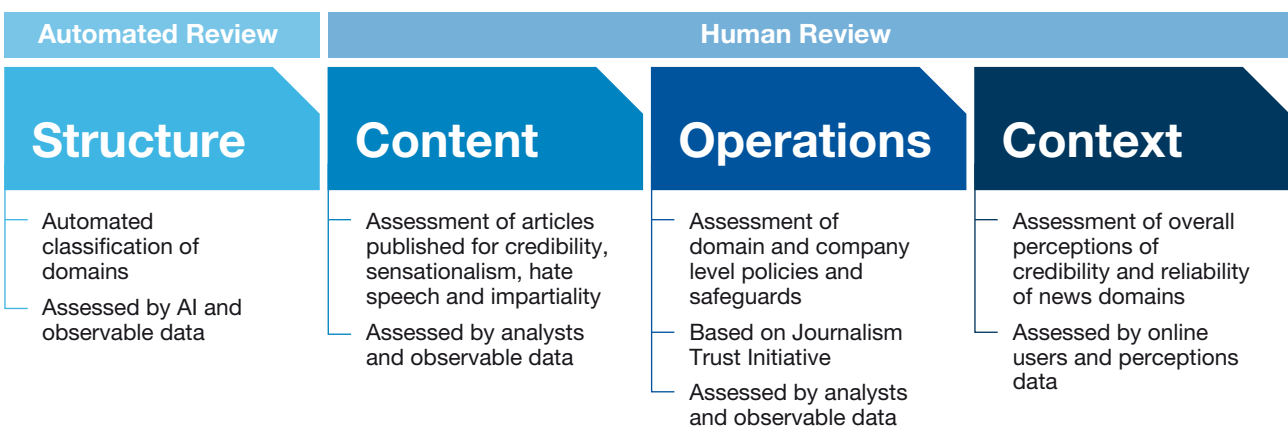 Automated Review
Human Review
Structure
Content
Operations
Context
Automated
classification of
domains
Assessed by AI and
observable data
Assessment of articles
published for credibility,
sensationalism, hate
speech and impartiality
Assessed by analysts
and observable data
Assessment of
domain and company
level policies and
safeguards
Based on Journalism
Trust Initiative
Assessed by analysts
and observable data
Assessment of overall
perceptions of
credibility and reliability
of news domains
Assessed by online
users and perceptions
data